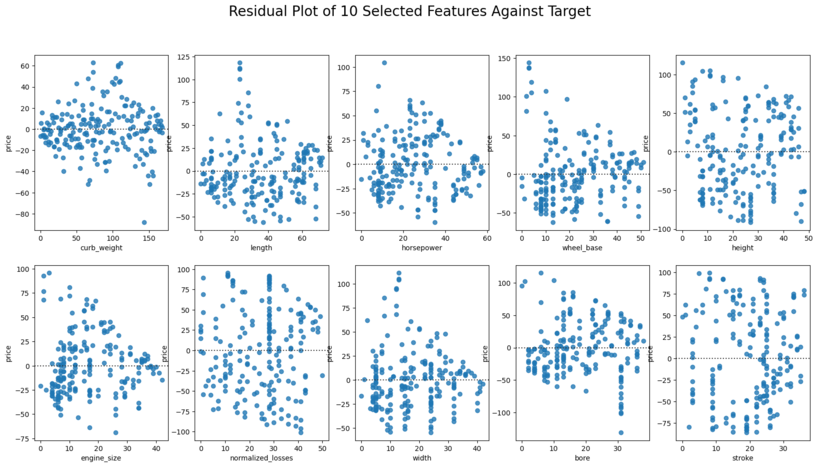 Residual Plot of 10 Selected Features Against Target
60
40
20
0
−20
−40
−60
−80
price
0 50 100 150
curb_weight
125
100
75
50
25
0
−25
−50
price
0 20 40 60
length
100
75
50
25
0
−25
−50
price
0 10 20 30 40 50 60
horsepower
150
100
50
0
−50
price
0 10 20 30 40 50
wheel_base
100
50
0
−50
−100
price
0 10 20 30 40 50
height
100
75
50
25
0
−25
−50
−75
price
0 10 20 30 40
engine_size
100
75
50
25
0
−25
−50
−75
−100
price
0 10 20 30 40 50
normalized_losses
100
75
50
25
0
−25
−50
price
0 10 20 30 40
width
100
50
0
−50
−100
price
0 10 20 30
bore
100
75
50
25
0
−25
−50
−75
price
0 10 20 30
stroke